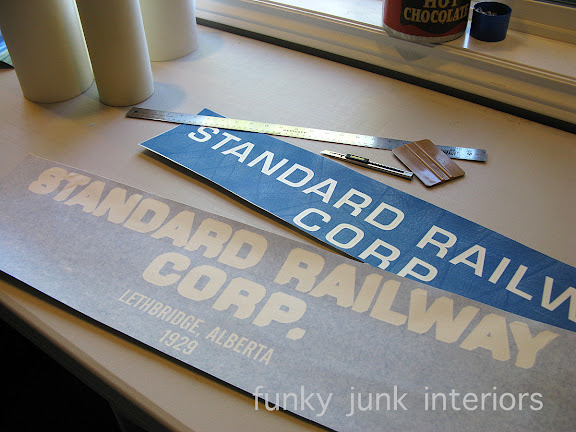 HOT
CHOCOLATE
STANDARD RAILW
CORP
STANDARD RAILWAY
CORP.
LETHBRIDGE, ALBERTA
1929
funky junk interiors